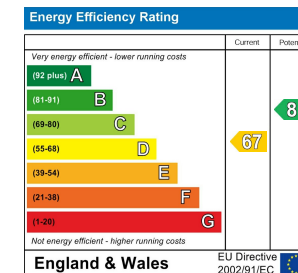 Energy Efficiency Rating
Current
Very energy efficient - lower running costs
(92 plus) A
(81-91) B
(69-80) C
(55-68) D
67
(39-54) E
(21-38) F
(1-20) G
Not energy efficient - higher running costs
England & Wales
EU Directive
2002/91/EC